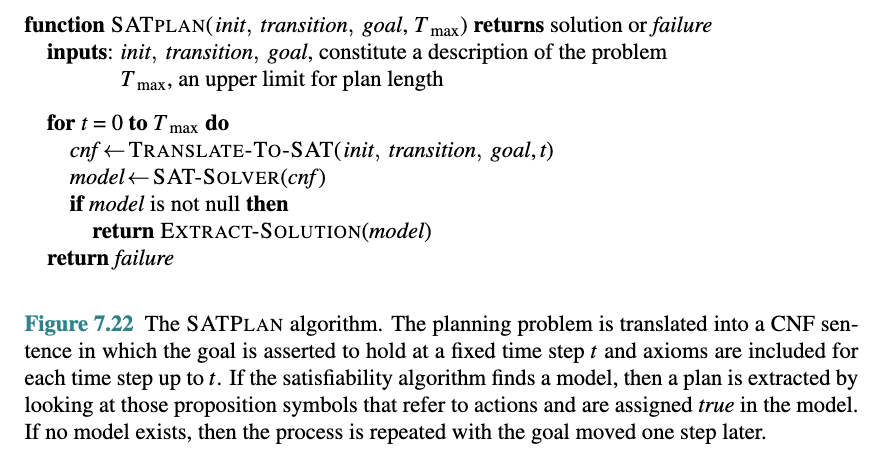 function SATPLAN(init, transition, goal, T max) returns solution or failure
inputs: init, transition, goal, constitute a description of the problem
T max, an upper limit for plan length
for t = 0 to T max do
cnf ← TRANSLATE-TO-SAT(init, transition, goal, t)
model ← SAT-SOLVER(cnf)
if model is not null then
return EXTRACT-SOLUTION(model)
return failure
Figure 7.22 The SATPLAN algorithm. The planning problem is translated into a CNF sen-
tence in which the goal is asserted to hold at a fixed time step t and axioms are included for
each time step up to t. If the satisfiability algorithm finds a model, then a plan is extracted by
looking at those proposition symbols that refer to actions and are assigned true in the model.
If no model exists, then the process is repeated with the goal moved one step later.